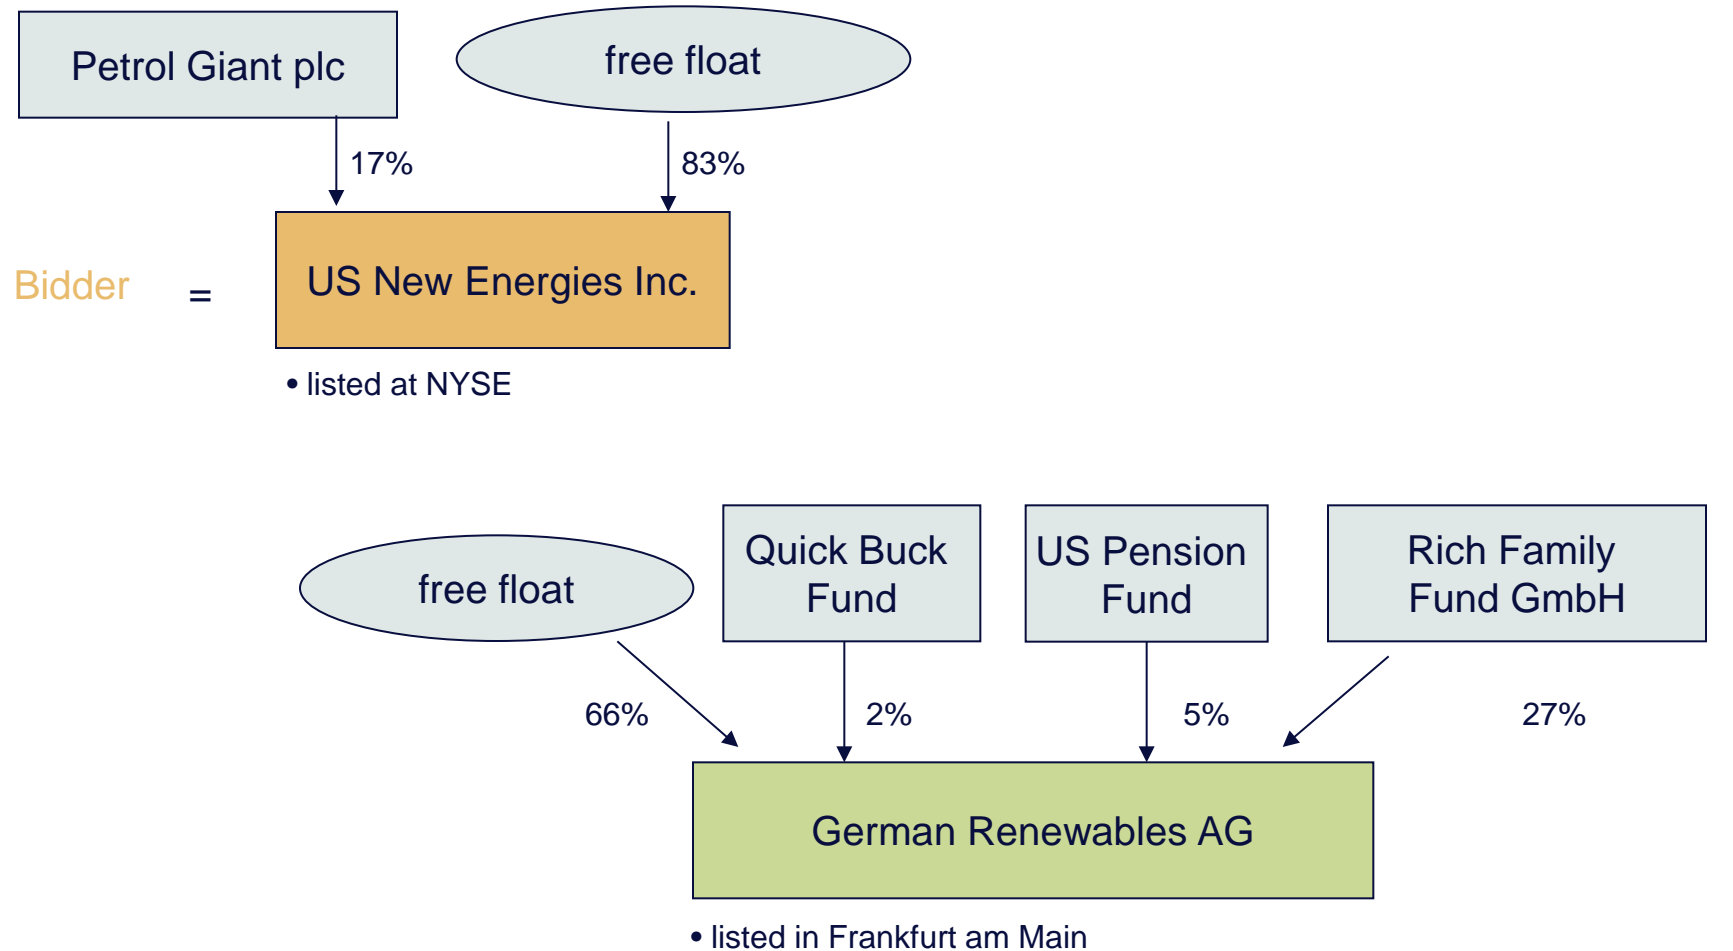 Petrol Giant plc
free float
17%
83%
Bidder = US New Energies Inc.
• listed at NYSE
free float
Quick Buck
Fund
US Pension
Fund
Rich Family
Fund GmbH
66%
2%
5%
27%
German Renewables AG
• listed in Frankfurt am Main